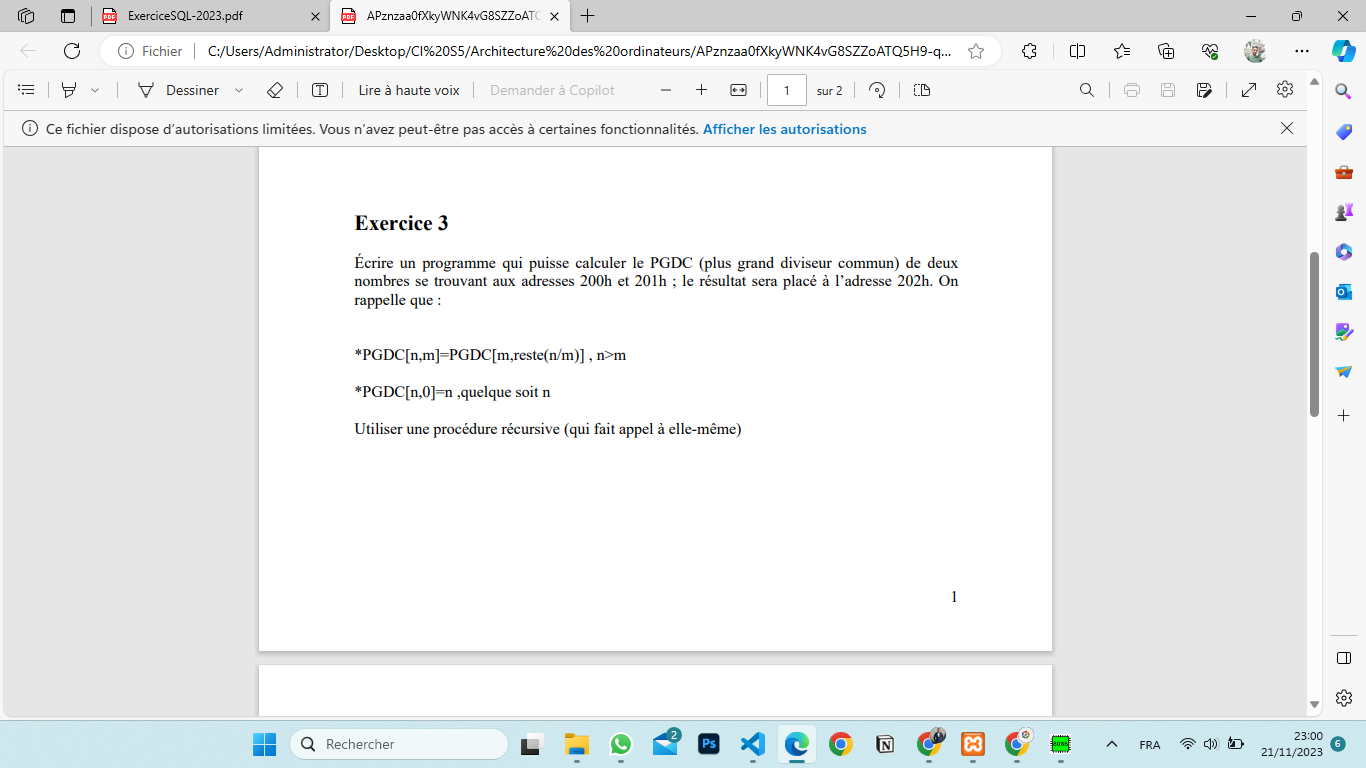 ExerciceSQL-2023.pdf
APznzaa0fXkyWNK4vG8SZZoATC
Fichier
C:/Users/Administrator/Desktop/CI%20S5/Architecture%20des%20ordinateurs/APznzaa0fXkyWNK4vG8SZZoATQ5H9-q...
Dessiner
Lire à haute voix
Demander à Copilot
1
sur 2
Ce fichier dispose d'autorisations limitées. Vous n'avez peut-être pas accès à certaines fonctionnalités. Afficher les autorisations
Exercice 3
Écrire un programme qui puisse calculer le PGDC (plus grand diviseur commun) de deux
nombres se trouvant aux adresses 200h et 201h ; le résultat sera placé à l'adresse 202h. On
rappelle que :
*PGDC[n,m]=PGDC[m,reste(n/m)] , n>m
*PGDC[n,0]=n ,quelque soit n
Utiliser une procédure récursive (qui fait appel à elle-même)
1
Rechercher
2
Ps
FRA
23:00
21/11/2023
6